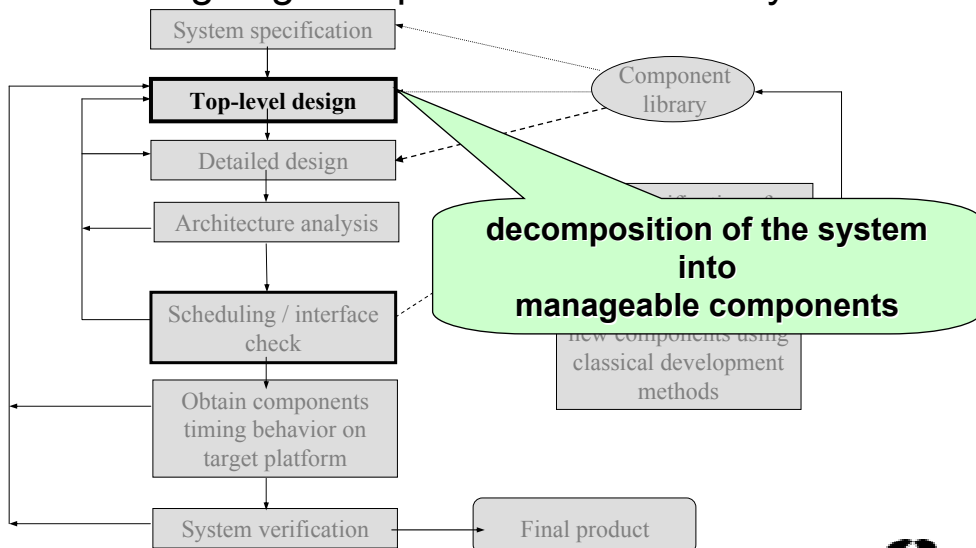 System specification
Component
library
Top-level design
Detailed design
Architecture analysis
decomposition of the system
into
manageable components
Scheduling / interface
check
new components using
classical development
methods
Obtain components
timing behavior on
target platform
System verification
Final product